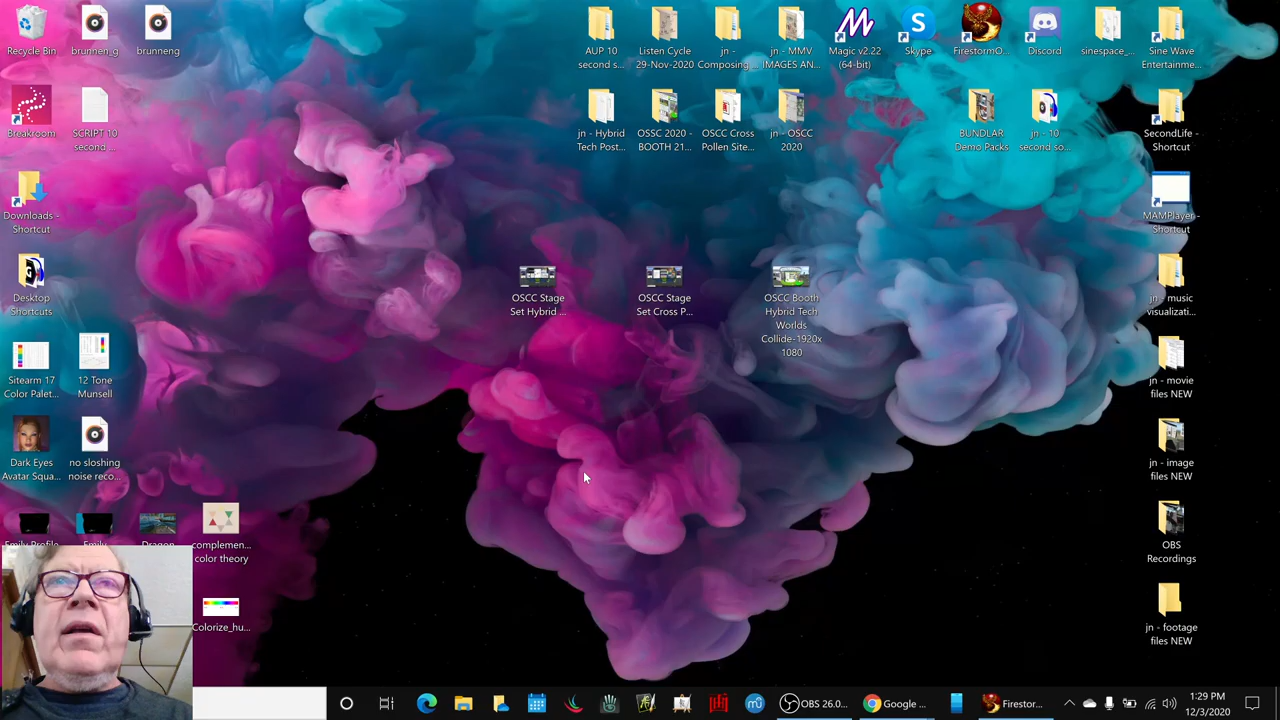 Recycle Bin
brunnen_g
brunneng
AUP 10
second s...
Listen Cycle
29-Nov-2020
jn -
Composing...
jn - MMV
IMAGES AN...
Magic v2.22
(64-bit)
Skype
FirestormO...
Discord
sinespace_...
Sine Wave
Entertainme...
Breakroom
SCRIPT 10
second ...
jn - Hybrid
Tech Post...
OSSC 2020 -
BOOTH 21...
OSCC Cross
Pollen Site...
jn - OSCC
2020
BUNDLAR
Demo Packs
jn - 10
second so...
SecondLife -
Shortcut
Downloads -
Shortcut
MAMPlayer -
Shortcut
Desktop
Shortcuts
OSCC Stage
Set Hybrid ...
OSCC Stage
Set Cross P...
OSCC Booth
Hybrid Tech
Worlds
Collide-1920x
1080
jn - music
visualizati...
Sitearm 17
Color Palet...
12 Tone
Munsell
jn - movie
files NEW
Dark Eyes
Avatar Squa...
no sloshing
noise reco...
jn - image
files NEW
Emily Profile
Emily
Dragon
complemen...
color theory
OBS
Recordings
Colorize_hu...
jn - footage
files NEW
OBS 26.0...
Google ...
Firestor...
1:29 PM
12/3/2020